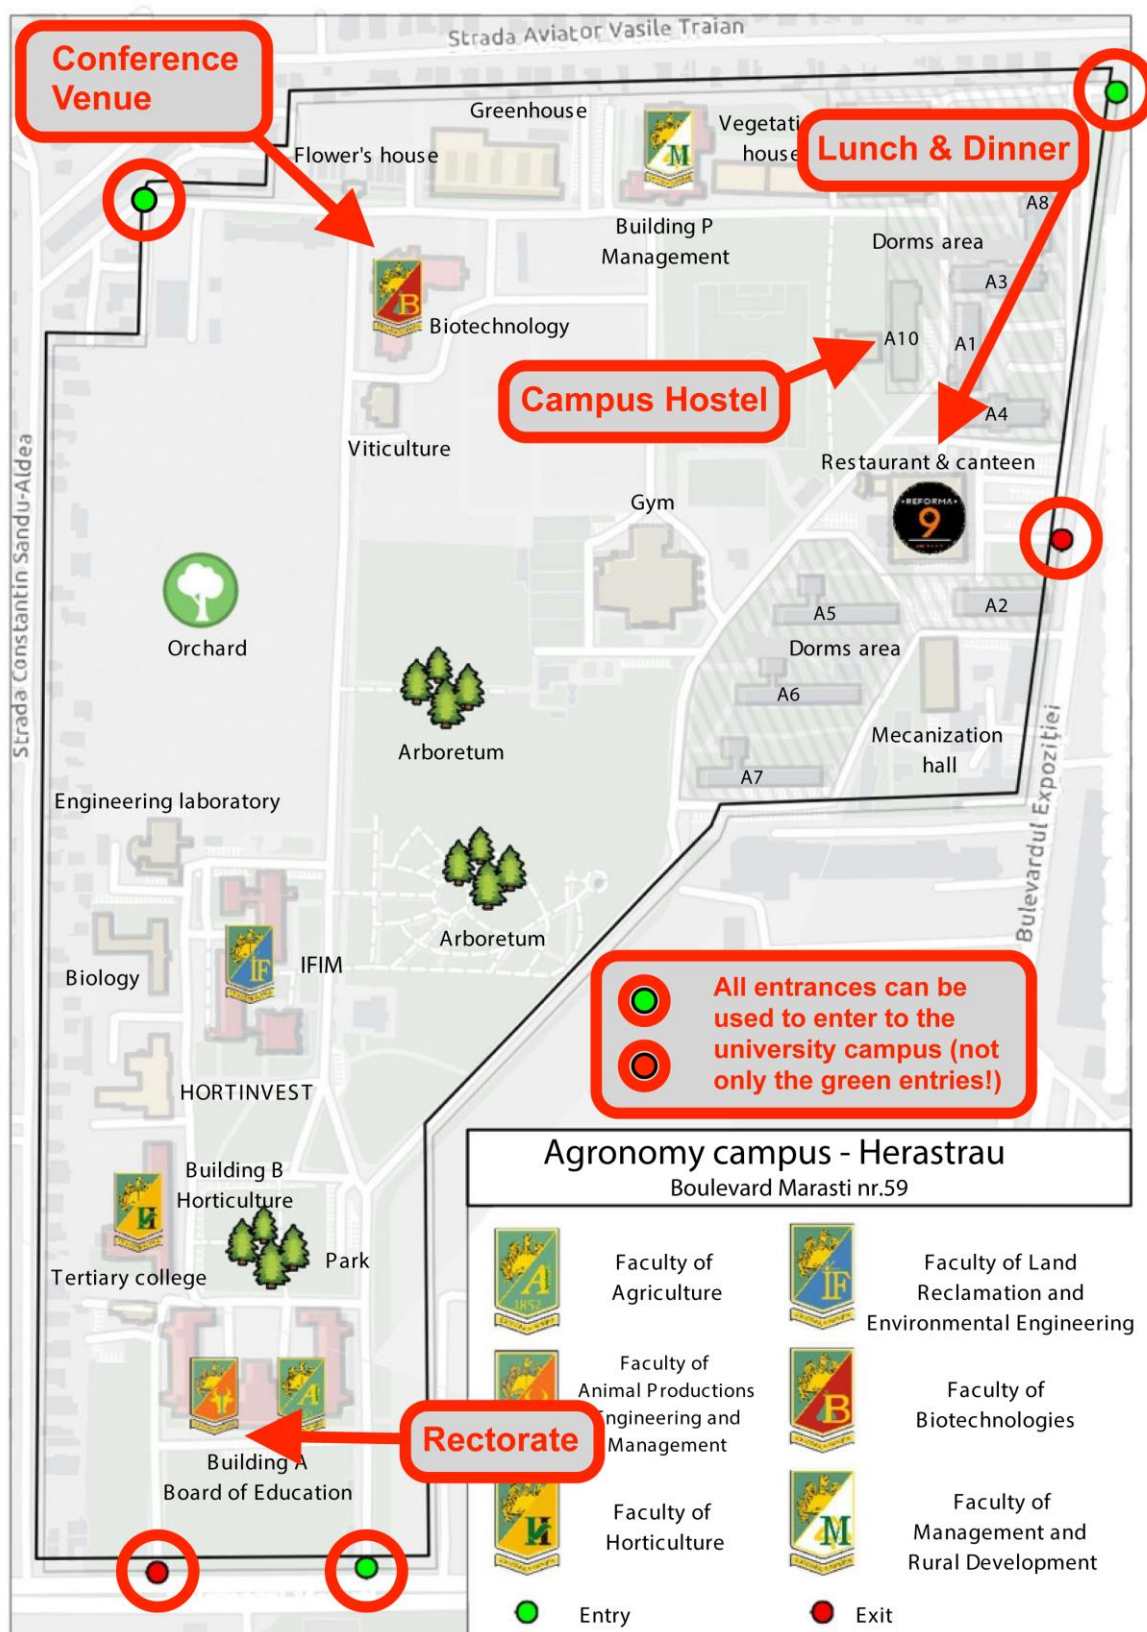 Strada Aviator Vasile Traian
Conference
Venue
Greenhouse
Flower's house
Lunch & Dinner
Building P
Management
Dorms area
A8
A3
A10
A1
A4
Biotechnology
Campus Hostel
Viticulture
Restaurant & canteen
REFORMA
9
Gym
Strada Constantin Sandu-Aldea
Orchard
A5
A2
Dorms area
A6
Arboretum
Mecanization
hall
A7
Bulevardul Expoziției
Engineering laboratory
Arboretum
Biology
IFIM
HORTINVEST
All entrances can be
used to enter to the
university campus (not
only the green entries!)
Building B
Horticulture
Park
Tertiary college
Rectorate
Building A
Board of Education
Agronomy campus - Herastrau
Boulevard Marasti nr.59
A
1852
Faculty of
Agriculture
IF
Faculty of Land
Reclamation and
Environmental Engineering
Faculty of
Animal Productions
Engineering and
Management
B
Faculty of
Biotechnologies
H
Faculty of
Horticulture
M
Faculty of
Management and
Rural Development
Entry
Exit